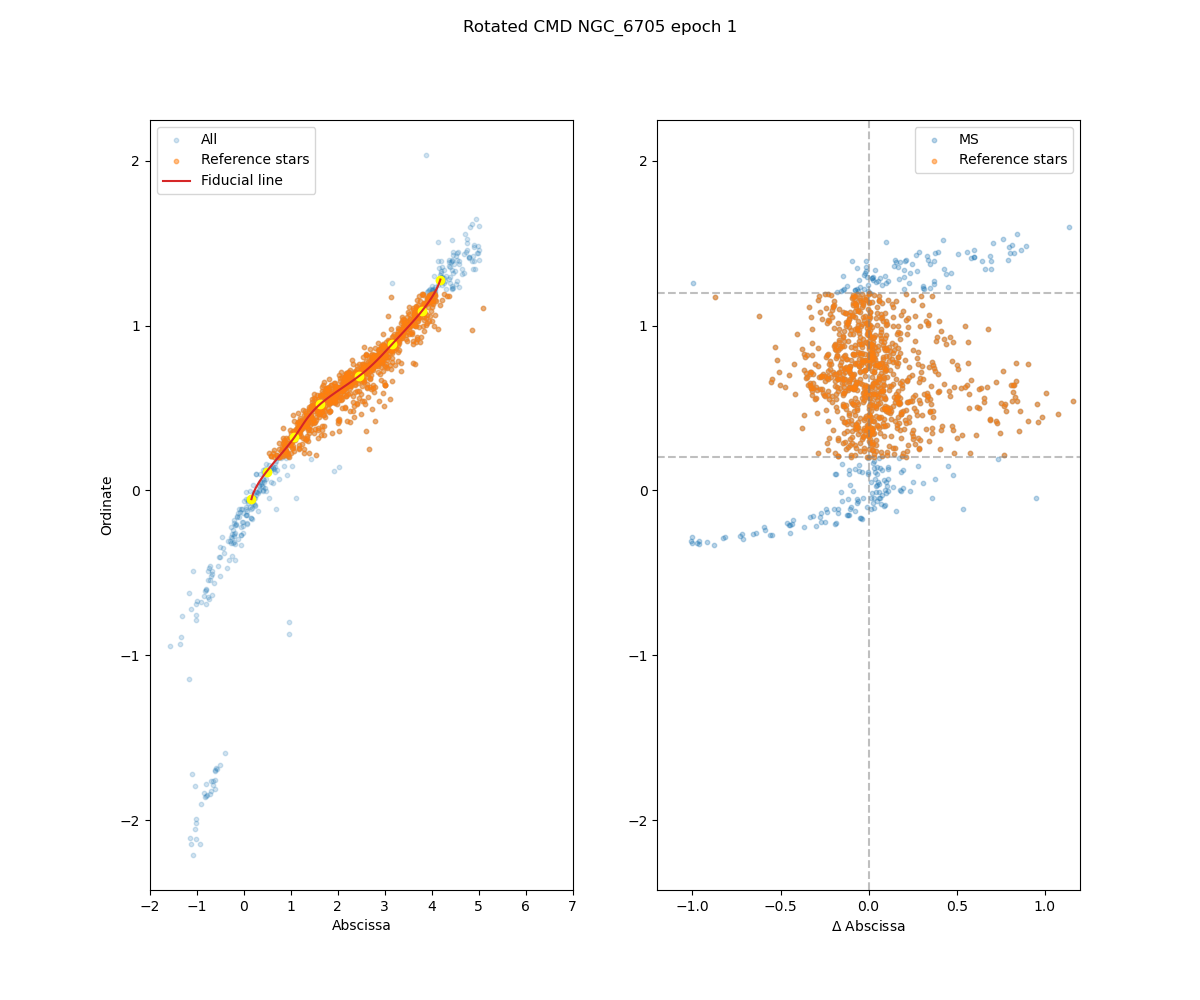 Rotated CMD NGC_6705 epoch 1
All
Reference stars
Fiducial line
Ordinate
2
1
0
−1
−2
−2 −1 0 1 2 3 4 5 6 7
Abscissa
MS
Reference stars
2
1
0
−1
−2
−1.0 −0.5 0.0 0.5 1.0
Δ Abscissa